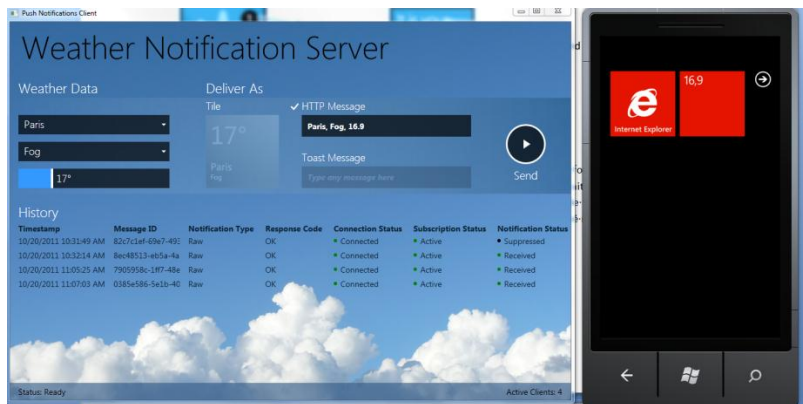 Push Notifications Client
Weather Notification Server
Weather Data
Deliver As
Tile
HTTP Message
Paris
Paris, Fog, 16.9
17°
Fog
Toast Message
Paris
Fog
Type any message here
Send
17°
History
Timestamp Message ID Notification Type Response Code Connection Status Subscription Status Notification Status
10/20/2011 10:31:49 AM 82c7c1ef-69e7-493 Raw OK Connected Active Suppressed
10/20/2011 10:32:14 AM 8ec48513-eb5a-4a Raw OK Connected Active Received
10/20/2011 11:05:25 AM 7905958c-1ff7-48e Raw OK Connected Active Received
10/20/2011 11:07:03 AM 0385e586-5e1b-40 Raw OK Connected Active Received
Status: Ready
Active Clients: 4
Internet Explorer
16,9